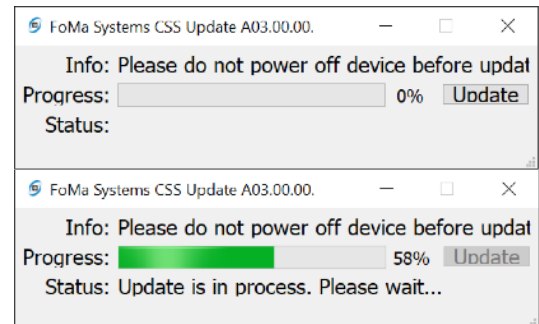 FoMa Systems CSS Update A03.00.00.
Info: Please do not power off device before updat
Progress: 0% Update
Status:
FoMa Systems CSS Update A03.00.00.
Info: Please do not power off device before updat
Progress: 58% Update
Status: Update is in process. Please wait...